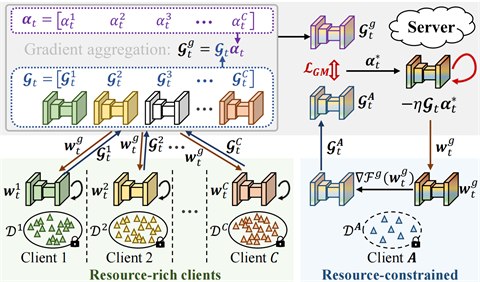 α_t = [α_t^1 α_t^2 α_t^3 ··· α_t^C]
Gradient aggregation: 𝒢_t^g = 𝒢_t α_t
𝒢_t = [𝒢_t^1 𝒢_t^2 𝒢_t^3 ··· 𝒢_t^C]
···
𝒢_t^g
Server
ℒ_GM
α_t^*
𝒢_t^A
−η𝒢_t α_t^*
w_t^g 𝒢_t^1 w_t^g 𝒢_t^2 ··· w_t^g 𝒢_t^C w_t^g
𝒢_t^A
w_t^g
w_t^1 w_t^2 w_t^C
∇ℱ^g(w_t^g)
w_t^g
𝒟^1 𝒟^2 ··· 𝒟^C
𝒟^A
Client 1 Client 2 Client C
Client A
Resource-rich clients
Resource-constrained